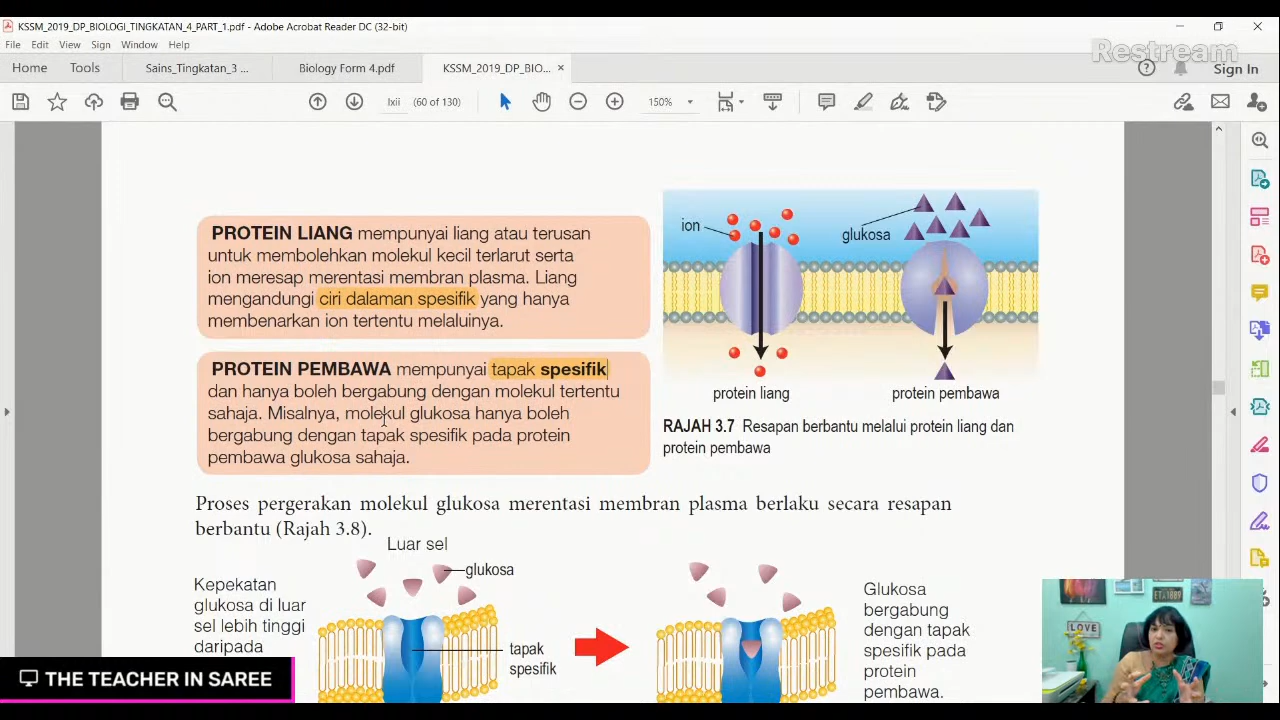 KSSM_2019_DP_BIOLOGI_TINGKATAN_4_PART_1.pdf - Adobe Acrobat Reader DC (32-bit)
File Edit View Sign Window Help
Restream
Home Tools Sains_Tingkatan_3 ... Biology Form 4.pdf KSSM_2019_DP_BIO... × Sign In
lxii (60 of 130) 150%
PROTEIN LIANG mempunyai liang atau terusan
untuk membolehkan molekul kecil terlarut serta
ion meresap merentasi membran plasma. Liang
mengandungi ciri dalaman spesifik yang hanya
membenarkan ion tertentu melaluinya.
PROTEIN PEMBAWA mempunyai tapak spesifik
dan hanya boleh bergabung dengan molekul tertentu
sahaja. Misalnya, molekul glukosa hanya boleh
bergabung dengan tapak spesifik pada protein
pembawa glukosa sahaja.
ion
glukosa
protein liang
protein pembawa
RAJAH 3.7 Resapan berbantu melalui protein liang dan
protein pembawa
Proses pergerakan molekul glukosa merentasi membran plasma berlaku secara resapan
berbantu (Rajah 3.8).
Luar sel
glukosa
Kepekatan
glukosa di luar
sel lebih tinggi
daripada
tapak
spesifik
Glukosa
bergabung
dengan tapak
spesifik pada
protein
pembawa.
LOVE
THE TEACHER IN SAREE